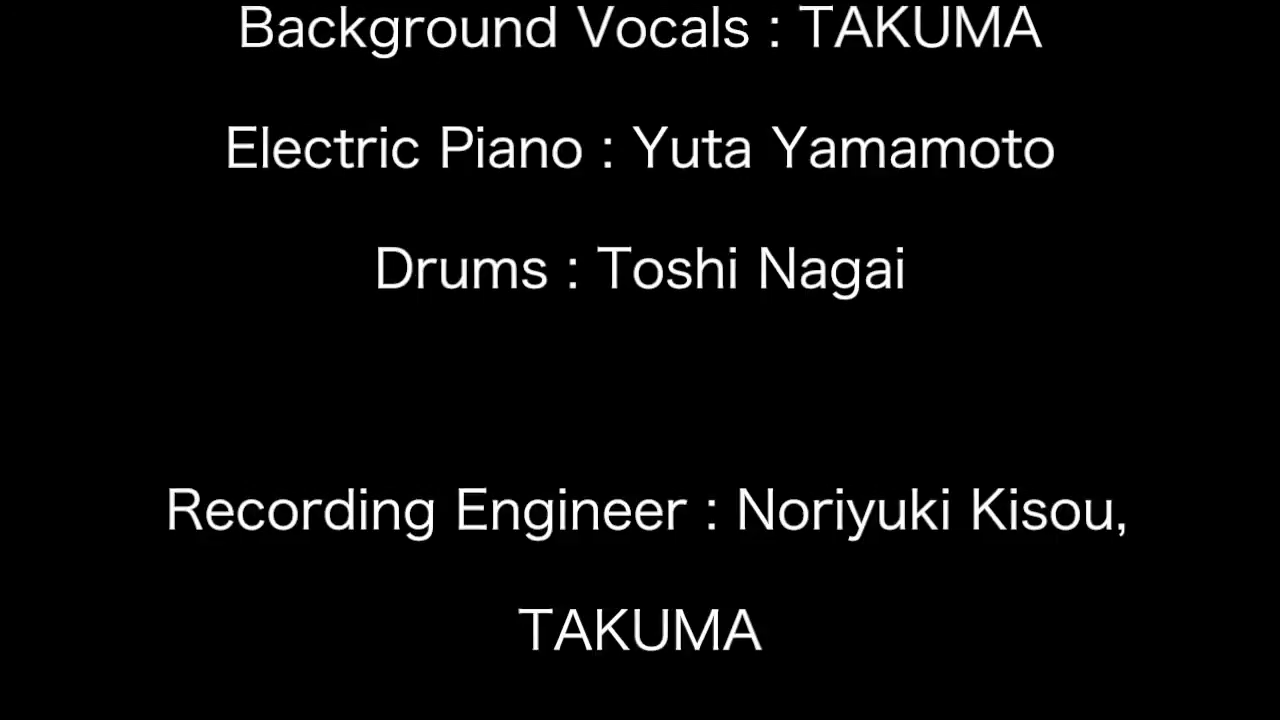 Background Vocals : TAKUMA
Electric Piano : Yuta Yamamoto
Drums : Toshi Nagai
Recording Engineer : Noriyuki Kisou,
TAKUMA